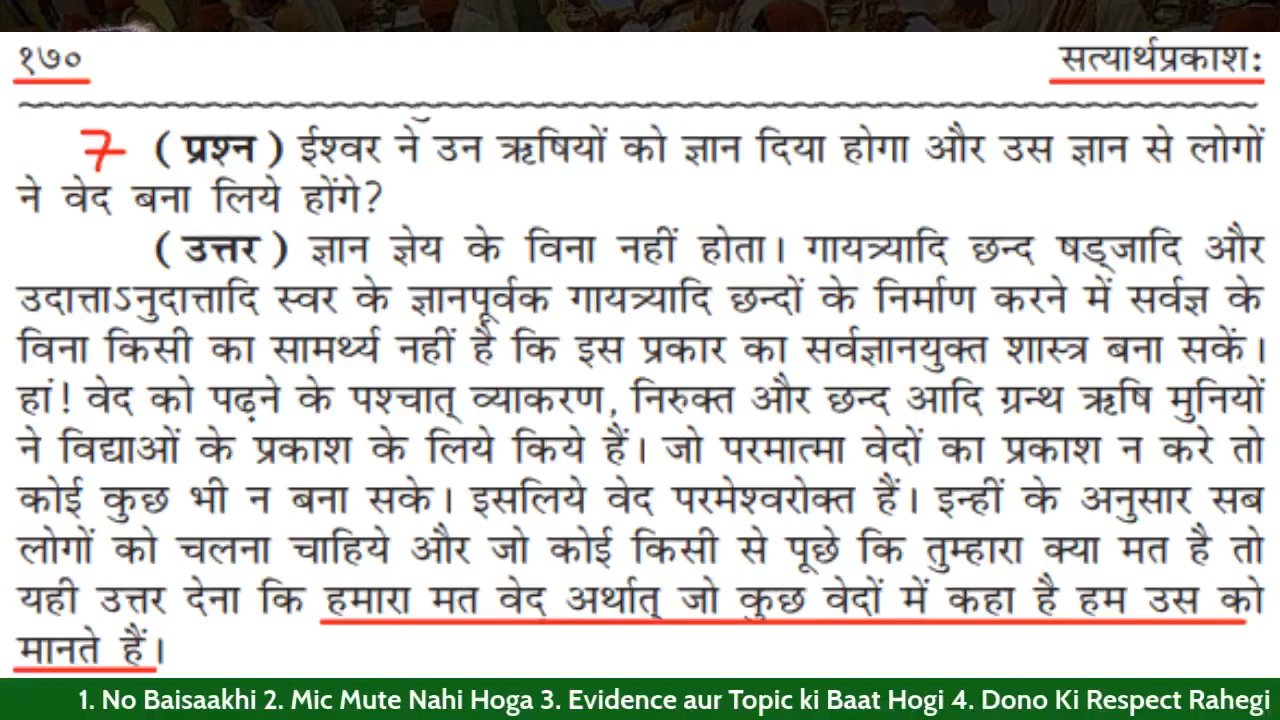 १७०
सत्यार्थप्रकाशः
7 (प्रश्न) ईश्वर ने उन ऋषियों को ज्ञान दिया होगा और उस ज्ञान से लोगों
ने वेद बना लिये होंगे?
(उत्तर) ज्ञान ज्ञेय के विना नहीं होता। गायत्र्यादि छन्द षड्जादि और
उदात्ताऽनुदात्तादि स्वर के ज्ञानपूर्वक गायत्र्यादि छन्दों के निर्माण करने में सर्वज्ञ के
विना किसी का सामर्थ्य नहीं है कि इस प्रकार का सर्वज्ञानयुक्त शास्त्र बना सकें।
हां! वेद को पढ़ने के पश्चात् व्याकरण, निरुक्त और छन्द आदि ग्रन्थ ऋषि मुनियों
ने विद्याओं के प्रकाश के लिये किये हैं। जो परमात्मा वेदों का प्रकाश न करे तो
कोई कुछ भी न बना सके। इसलिये वेद परमेश्वरोक्त हैं। इन्हीं के अनुसार सब
लोगों को चलना चाहिये और जो कोई किसी से पूछे कि तुम्हारा क्या मत है तो
यही उत्तर देना कि हमारा मत वेद अर्थात् जो कुछ वेदों में कहा है हम उस को
मानते हैं।
1. No Baisaakhi 2. Mic Mute Nahi Hoga 3. Evidence aur Topic ki Baat Hogi 4. Dono Ki Respect Rahegi